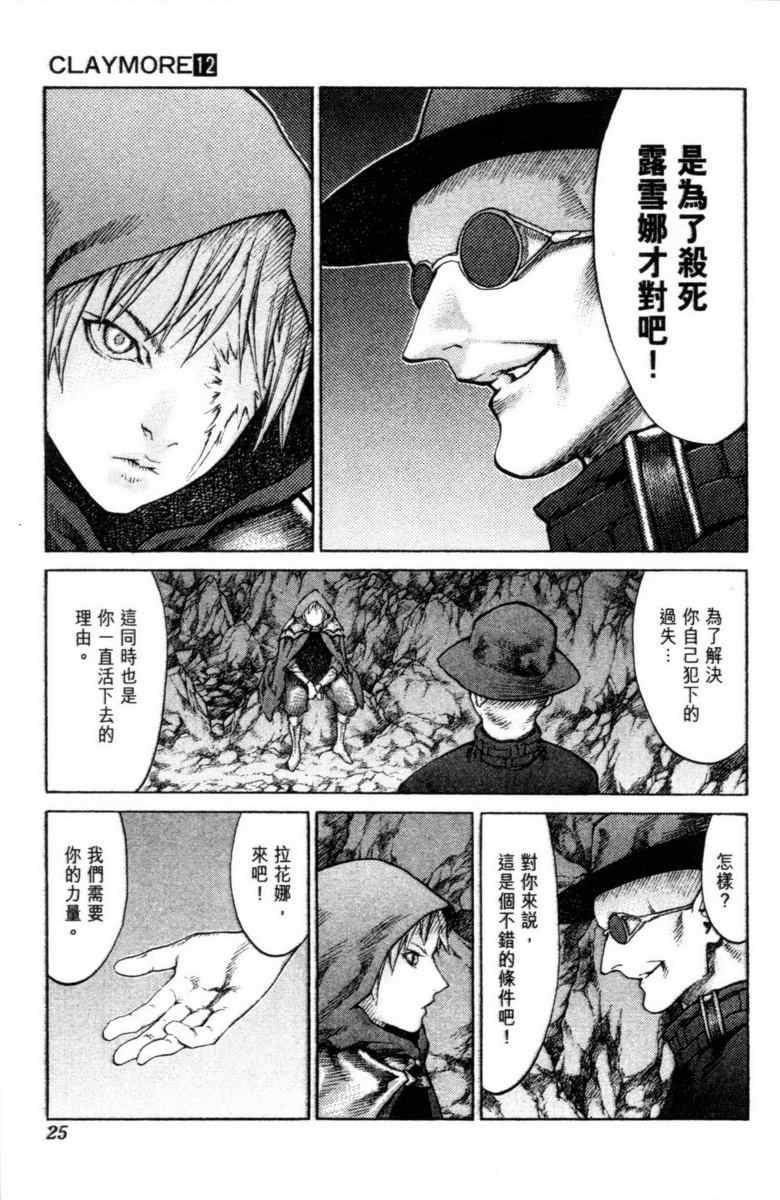 CLAYMORE 12
是為了殺死
露雪娜才對吧！
為了解決
你自己犯下的
過失…
這同時也是
你一直活下去的
理由。
怎樣？
對你來說，
這是個不錯的條件吧！
拉花娜，
來吧！
我們需要
你的力量。
25